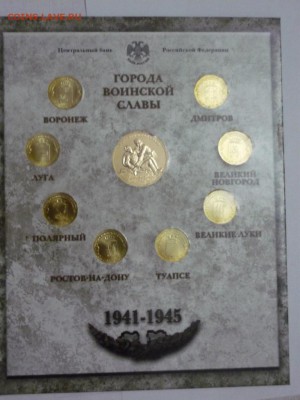 Центральный банк Российской Федерации
ГОРОДА
ВОИНСКОЙ
СЛАВЫ
ВОРОНЕЖ
ДМИТРОВ
ЛУГА
ВЕЛИКИЙ
НОВГОРОД
ПОЛЯРНЫЙ
ВЕЛИКИЕ ЛУКИ
РОСТОВ-НА-ДОНУ
ТУАПСЕ
1941-1945